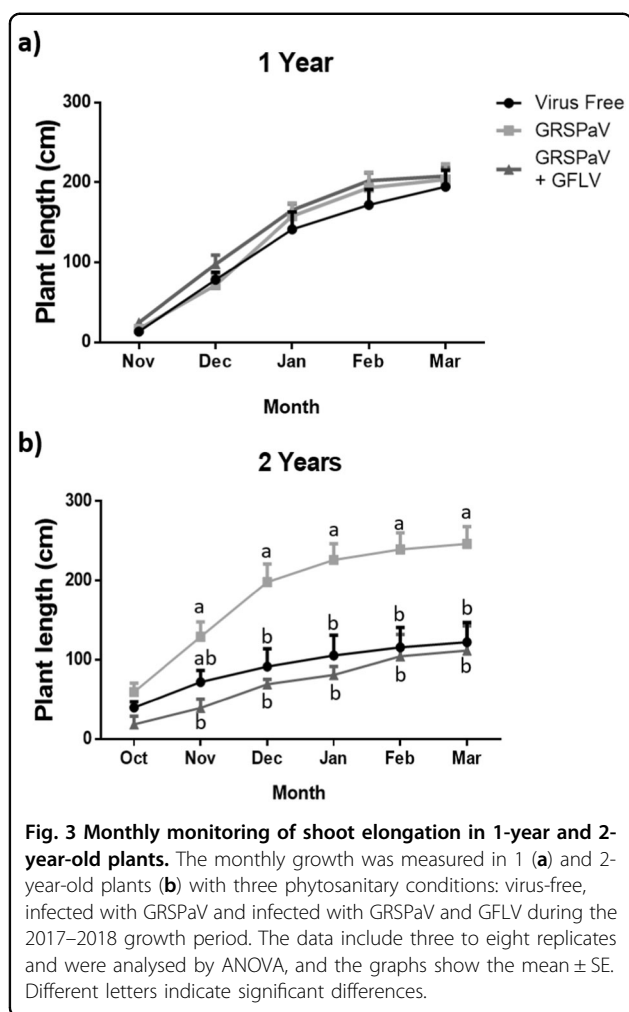 a)
1 Year
Virus Free
GRSPaV
GRSPaV
+ GFLV
300
200
100
0
Plant length (cm)
Nov Dec Jan Feb Mar
Month
b)
2 Years
300
200
100
0
Plant length (cm)
a a a a a
ab b b b b
b b b b b
Oct Nov Dec Jan Feb Mar
Month
Fig. 3 Monthly monitoring of shoot elongation in 1-year and 2-
year-old plants. The monthly growth was measured in 1 (a) and 2-
year-old plants (b) with three phytosanitary conditions: virus-free,
infected with GRSPaV and infected with GRSPaV and GFLV during the
2017–2018 growth period. The data include three to eight replicates
and were analysed by ANOVA, and the graphs show the mean ± SE.
Different letters indicate significant differences.